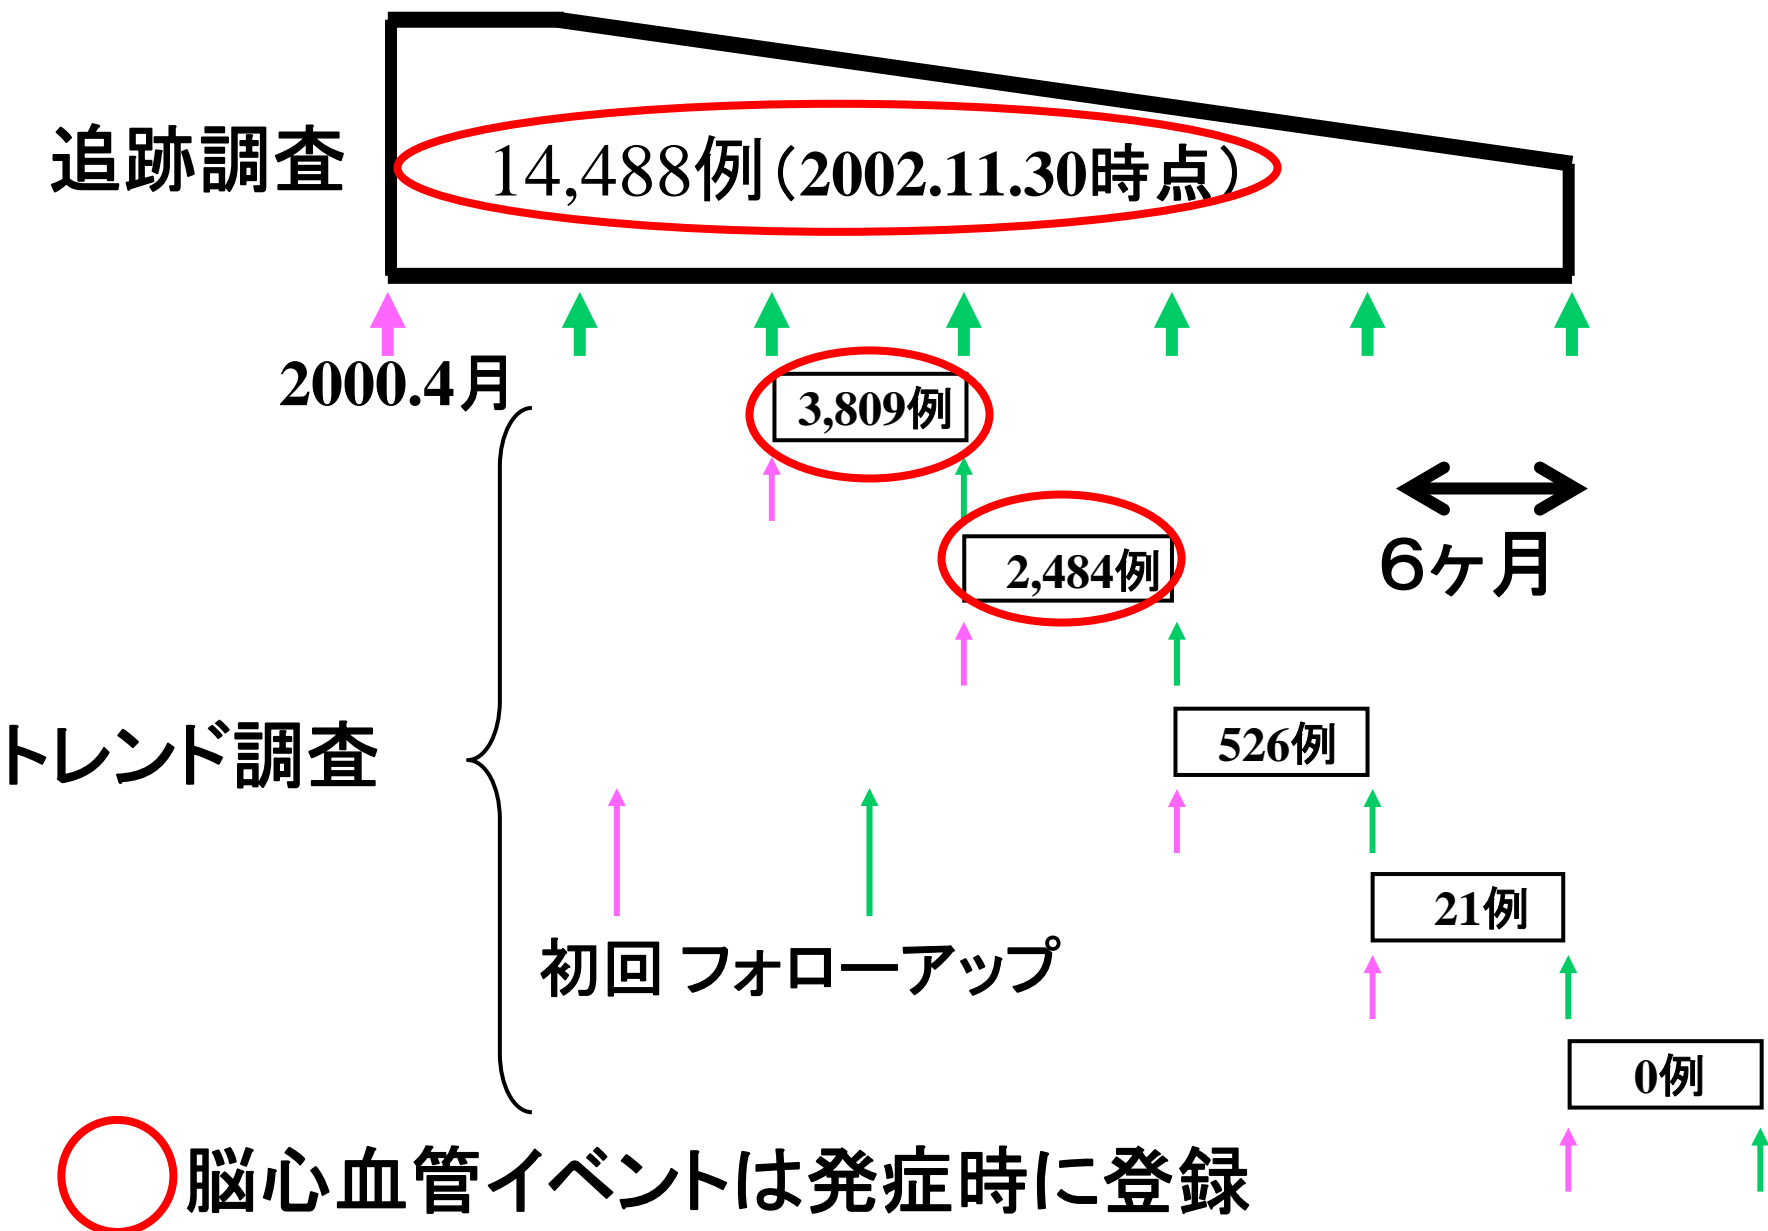 追跡調査
14,488例（2002.11.30時点）
2000.4月
3,809例
2,484例
６ヶ月
トレンド調査
526例
21例
初回 フォローアップ
0例
脳心血管イベントは発症時に登録